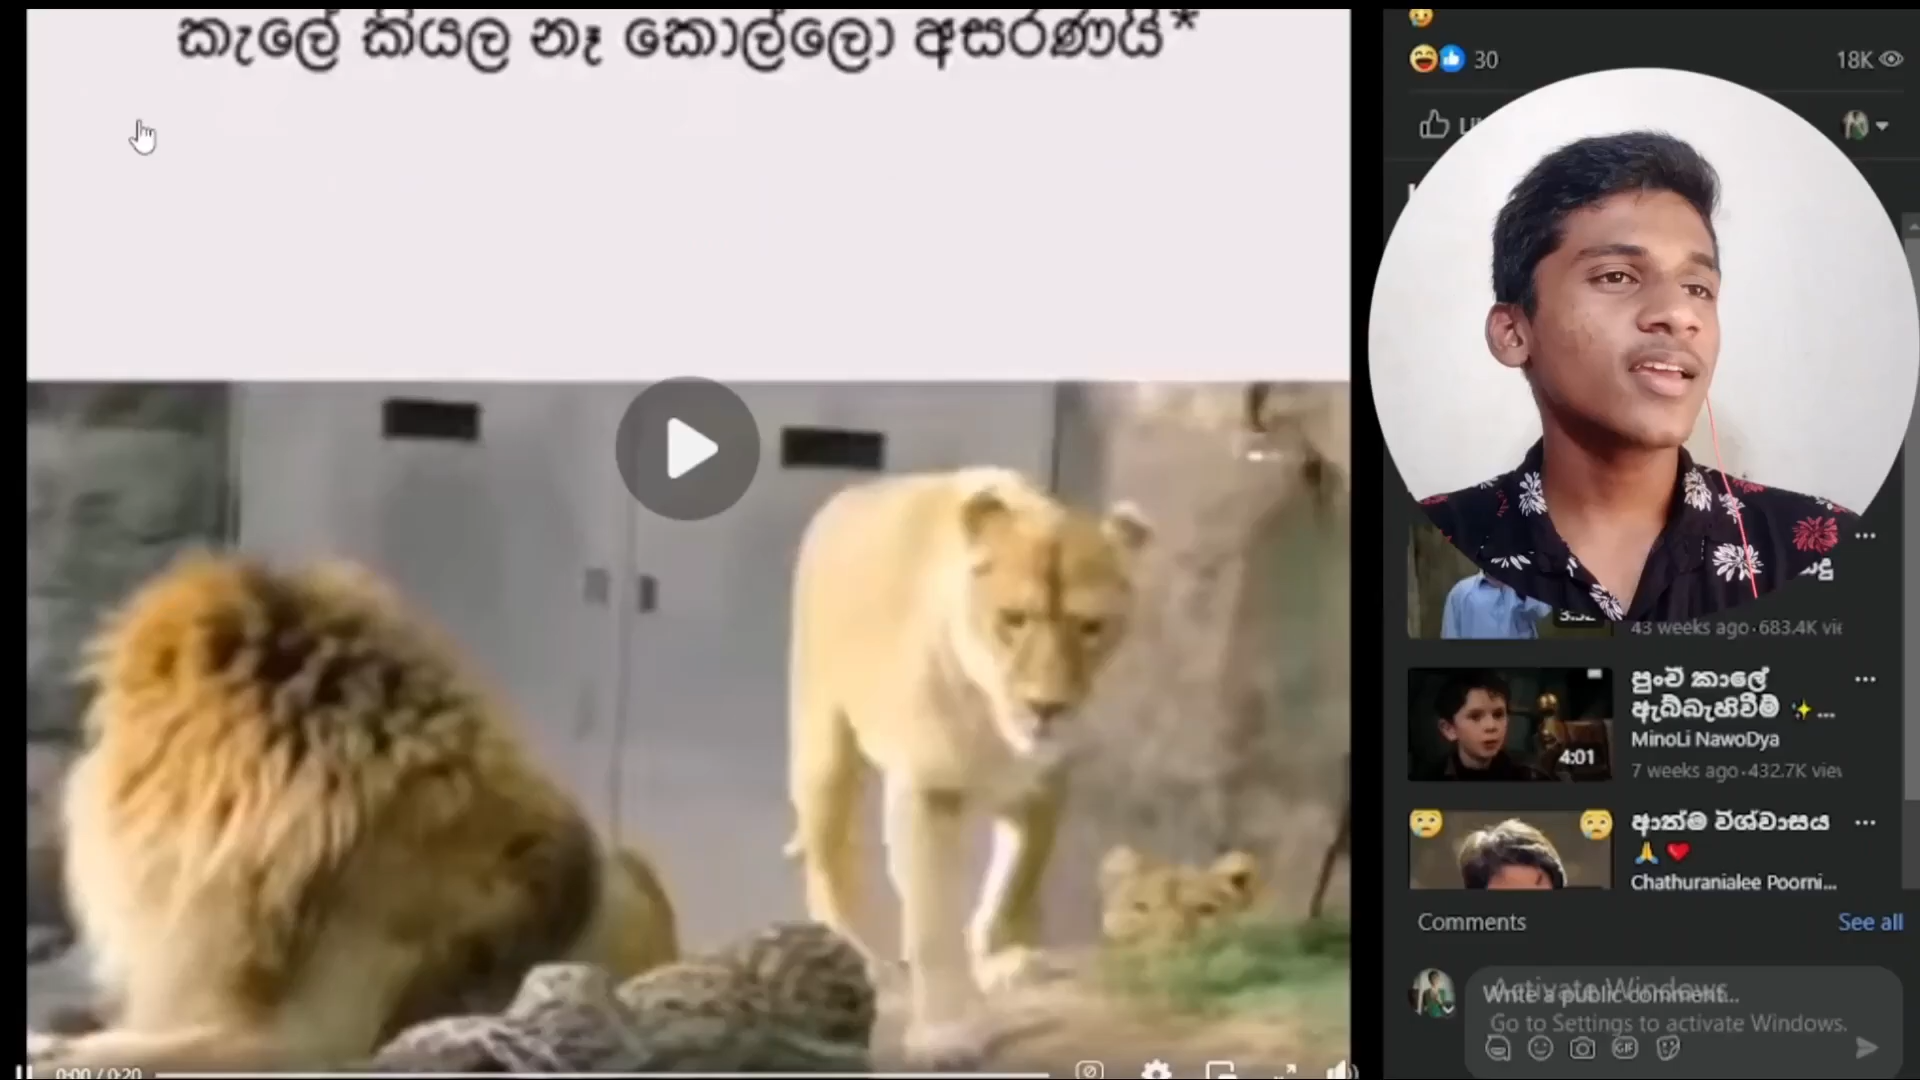 කැලේ කියල නෑ කොල්ලො අසරණයි*
30
18K
43 weeks ago·683.4K
පුංචි කාලේ
ඇබ්බැහිවීම් ✨...
MinoLi NawoDya
4:01
7 weeks ago·432.7K
ආත්ම විශ්වාසය
🙏 ❤️
Chathuranialee Poorni...
Comments
See all
Activate Windows
Write a public comment...
Go to Settings to activate Windows.
GIF
0:00 / 0:20